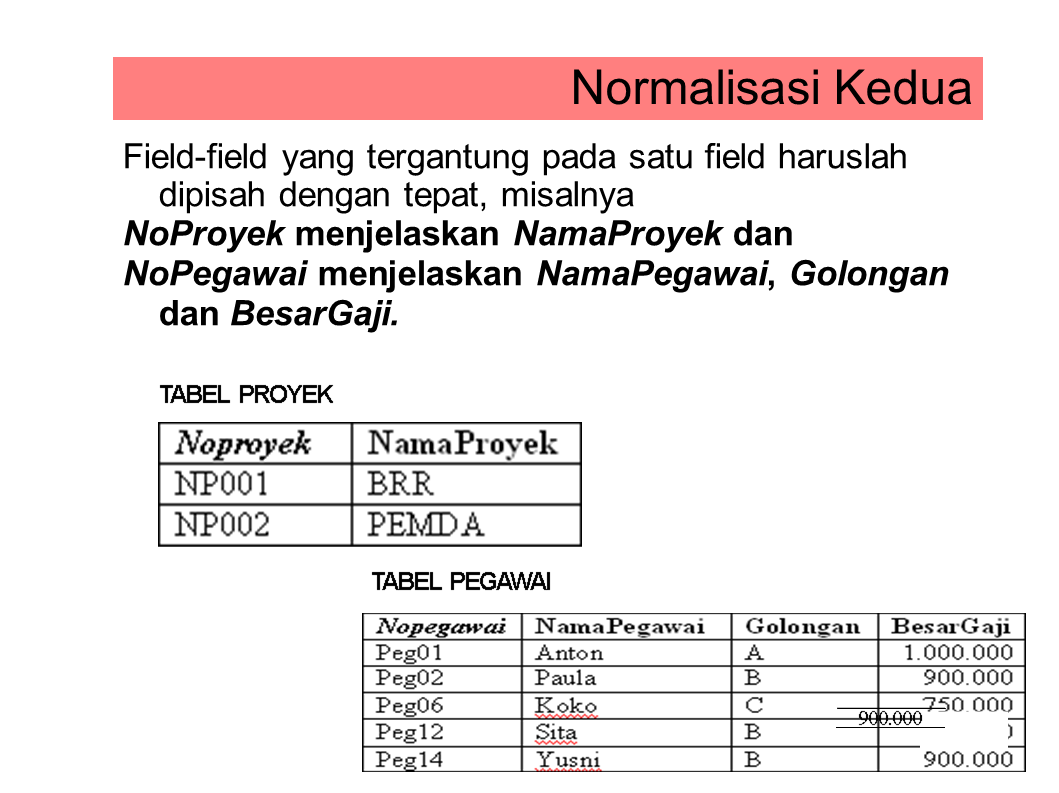 Normalisasi Kedua
Field-field yang tergantung pada satu field haruslah
dipisah dengan tepat, misalnya
NoProyek menjelaskan NamaProyek dan
NoPegawai menjelaskan NamaPegawai, Golongan
dan BesarGaji.
TABEL PROYEK
Noproyek NamaProyek
NP001 BRR
NP002 PEMDA
TABEL PEGAWAI
Nopegawai NamaPegawai Golongan BesarGaji
Peg01 Anton A 1.000.000
Peg02 Paula B 900.000
Peg06 Koko C 750.000
900.000
Peg12 Sita B
Peg14 Yusni B 900.000